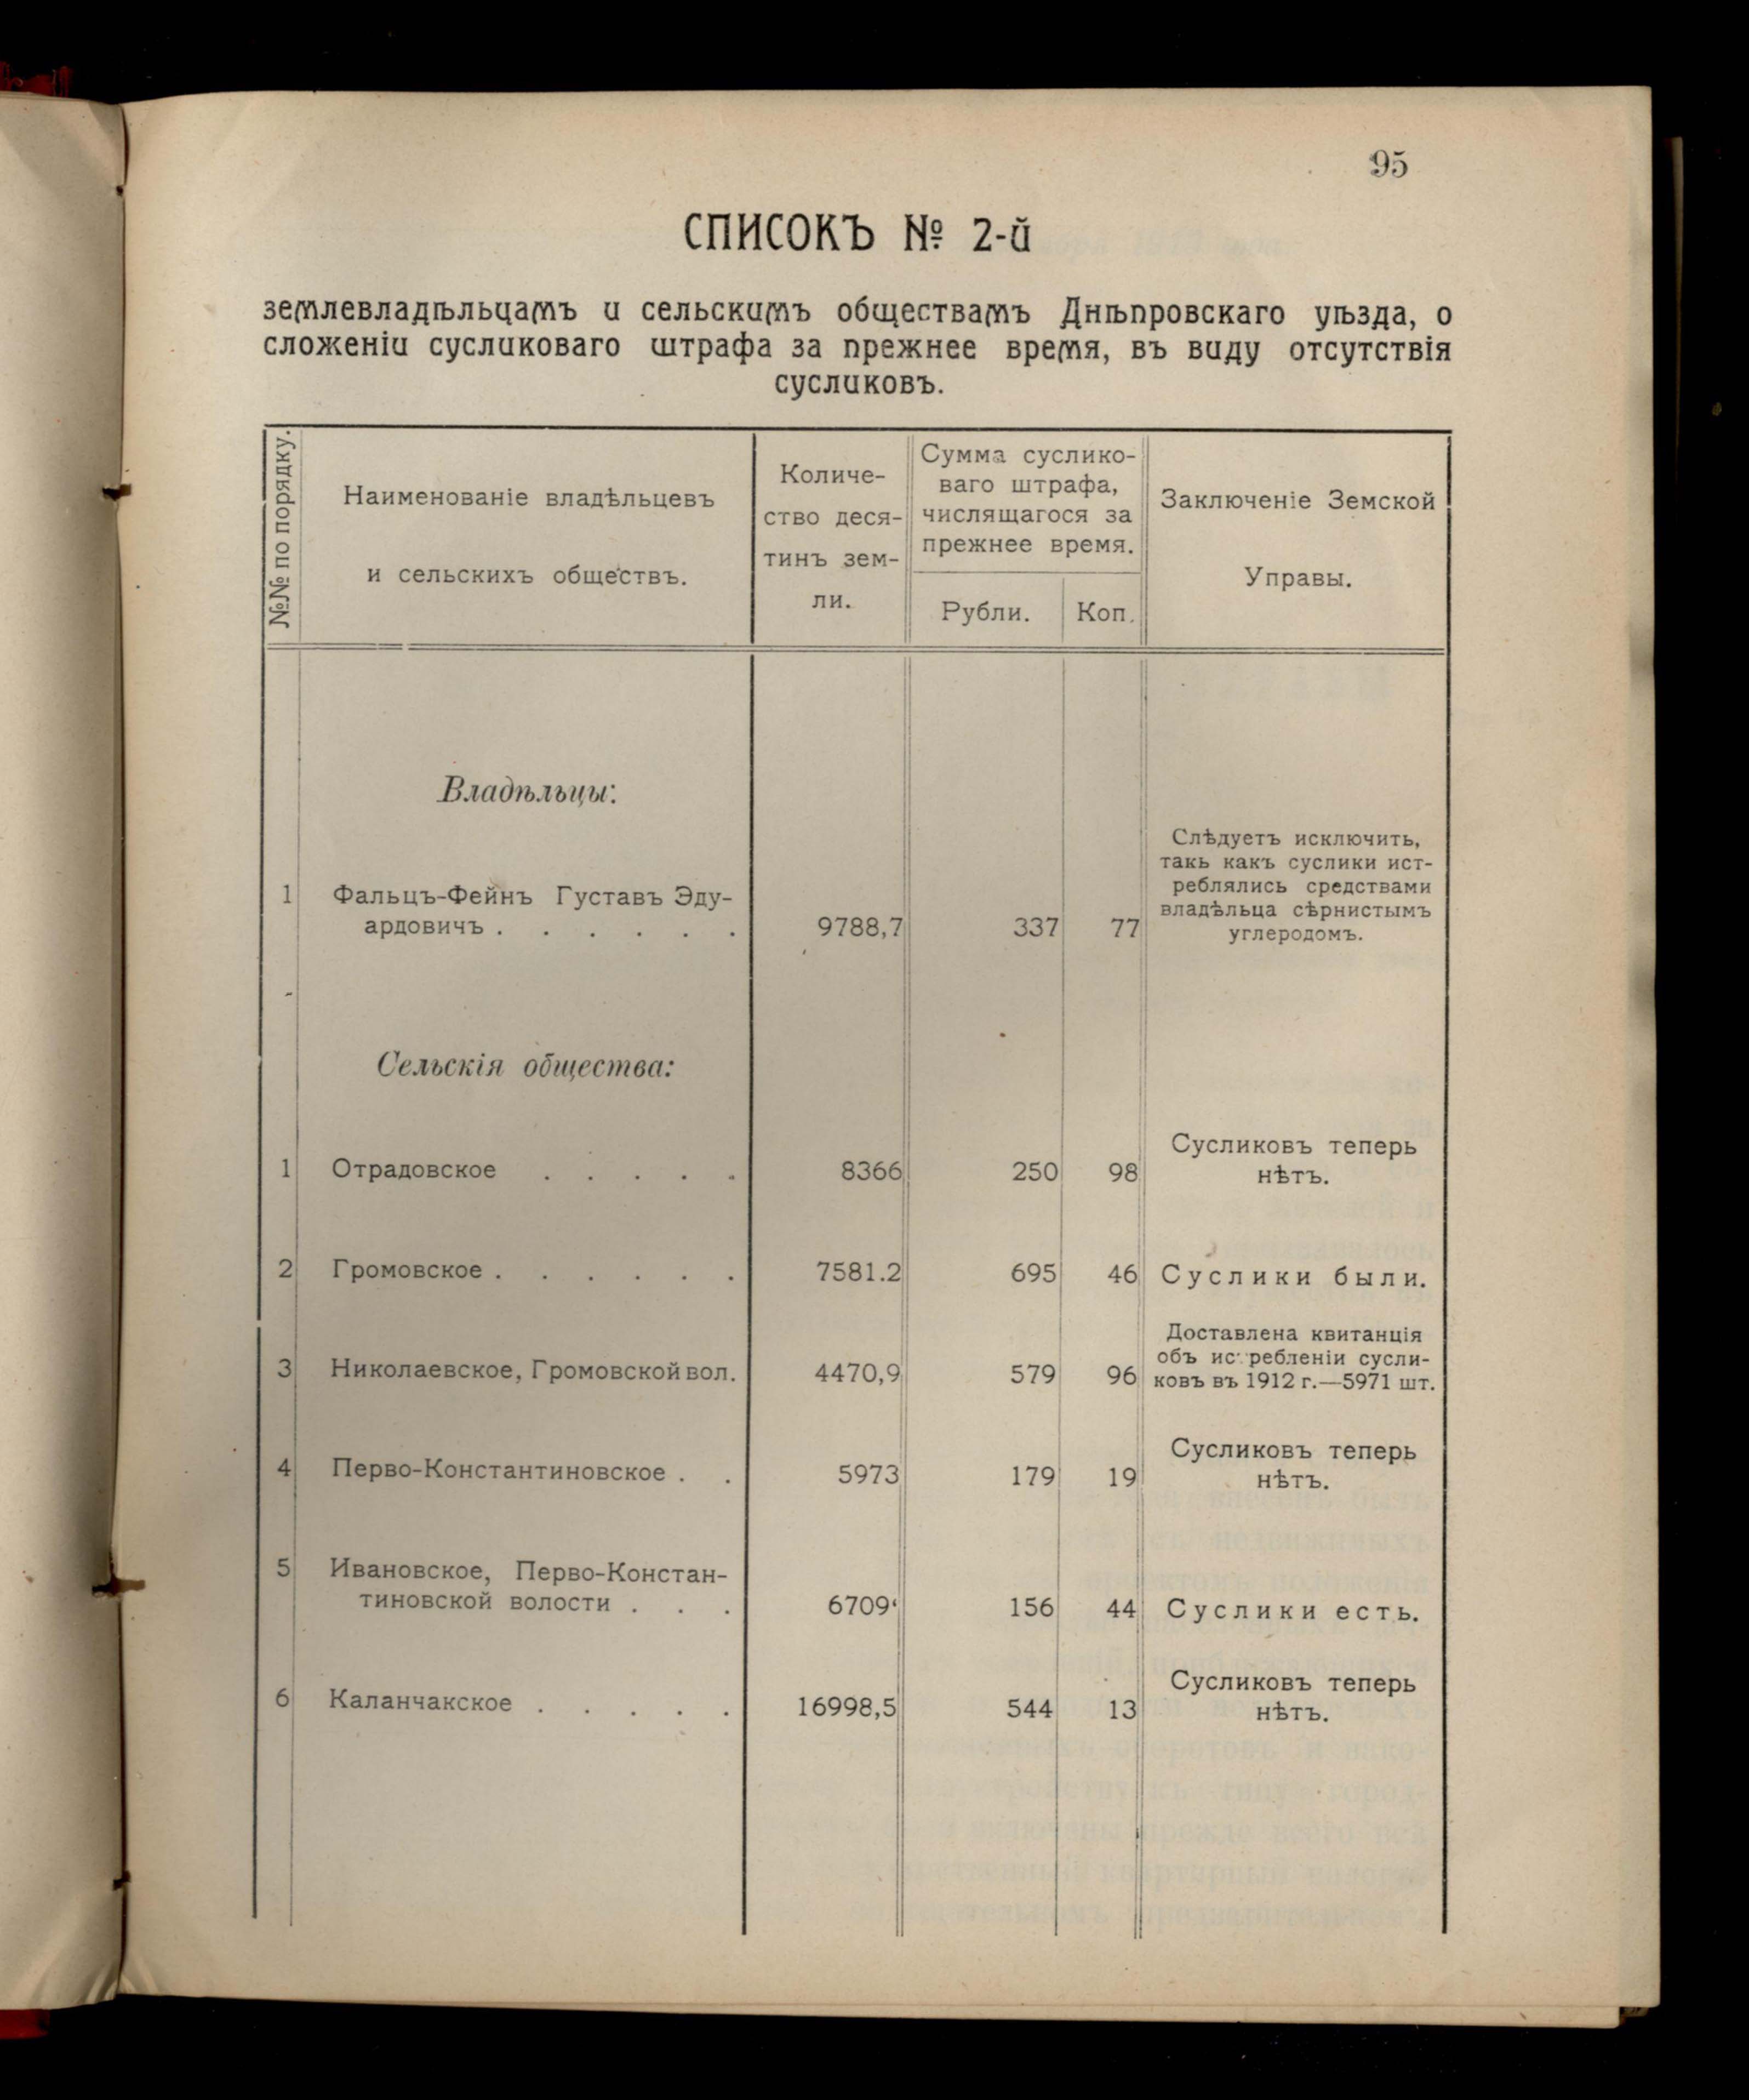 95
СПИСОКЪ № 2-й
землевладѣльцамъ и сельскимъ обществамъ Днѣпровскаго уѣзда, о
сложеніи сусликоваго штрафа за прежнее время, въ виду отсутствія
сусликовъ.
№№ по порядку.
Наименованіе владѣльцевъ
и сельскихъ обществъ.
Количе-
ство деся-
тинъ зем-
ли.
Сумма суслико-
ваго штрафа,
числящагося за
прежнее время.
Рубли. Коп.
Заключеніе Земской
Управы.
Владѣльцы:
1 Фальцъ-Фейнъ Густавъ Эду-
ардовичъ . . . . . . 9788,7 337 77
Слѣдуетъ исключить,
такь какъ суслики ист-
реблялись средствами
владѣльца сѣрнистымъ
углеродомъ.
Сельскія общества:
1 Отрадовское . . . . . 8366 250 98
Сусликовъ теперь
нѣтъ.
2 Громовское . . . . . . 7581.2 695 46 Суслики были.
3 Николаевское, Громовской вол. 4470,9 579 96
Доставлена квитанція
объ ис ребленіи сусли-
ковъ въ 1912 г.—5971 шт.
4 Перво-Константиновское . . 5973 179 19
Сусликовъ теперь
нѣтъ.
5 Ивановское, Перво-Констан-
тиновской волости . . . 6709 156 44 Суслики есть.
6 Каланчакское . . . . . 16998,5 544 13
Сусликовъ теперь
нѣтъ.